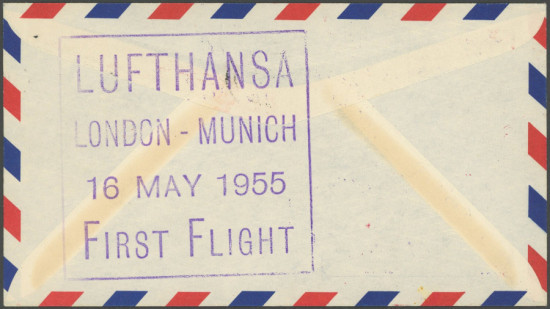 LUFTHANSA
LONDON - MUNICH
16 MAY 1955
FIRST FLIGHT